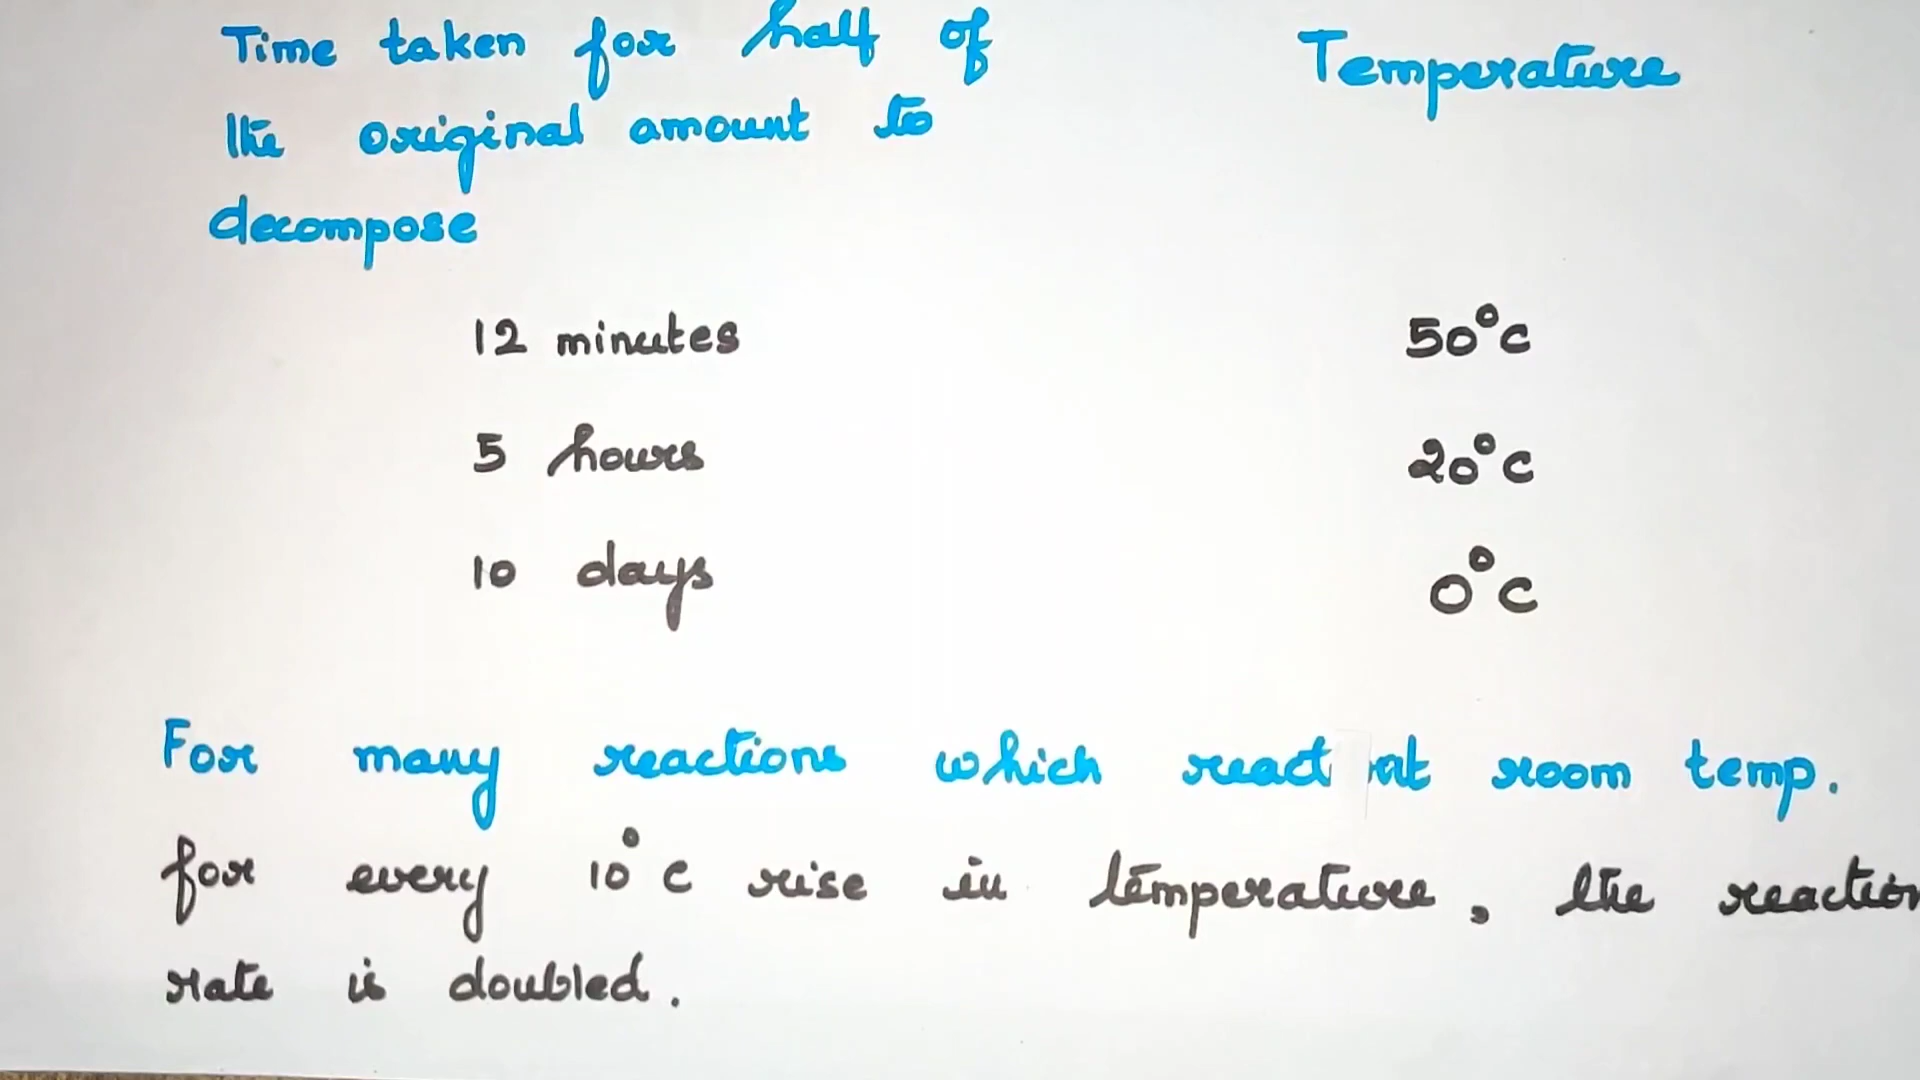 Time taken for half of
the original amount to
decompose
Temperature
12 minutes 50°C
5 hours 20°C
10 days 0°C
For many reactions which react at room temp.
for every 10°C rise in temperature, the reaction
rate is doubled.